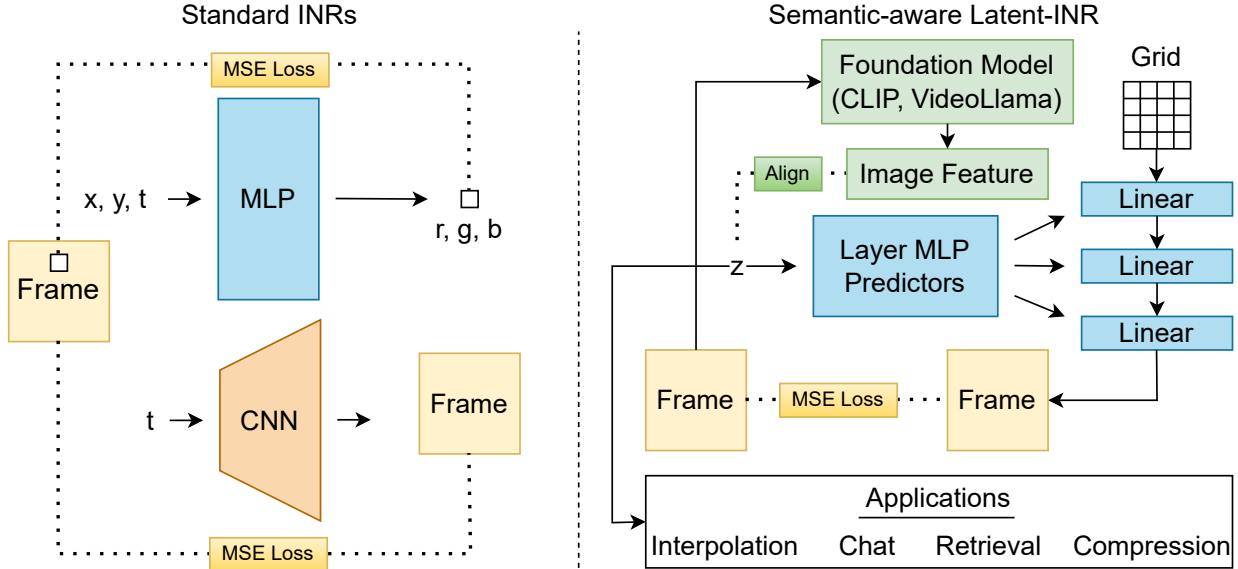 Standard INRs
MSE Loss
MLP
x, y, t
r, g, b
Frame
CNN
t
Frame
MSE Loss
Semantic-aware Latent-INR
Foundation Model
(CLIP, VideoLlama)
Grid
Align
Image Feature
Linear
z
Layer MLP
Predictors
Linear
Linear
Frame
MSE Loss
Frame
Applications
Interpolation Chat Retrieval Compression